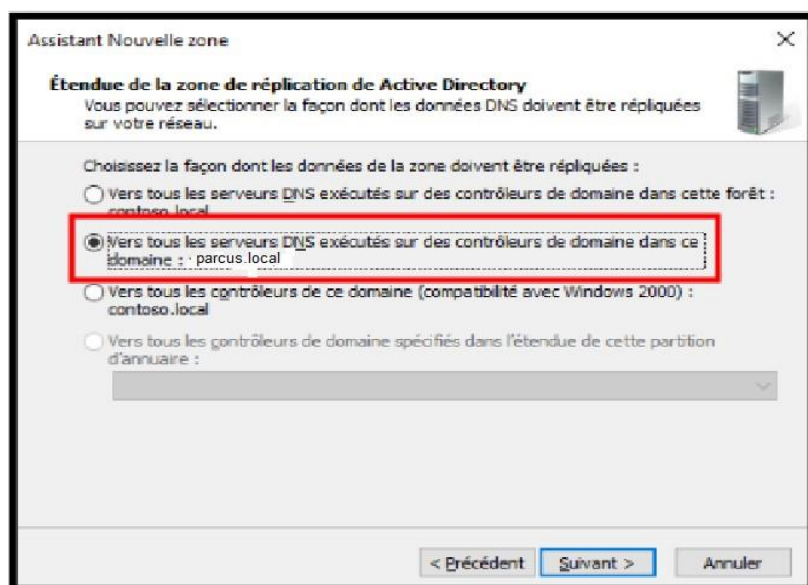 Assistant Nouvelle zone
Étendue de la zone de réplication de Active Directory
Vous pouvez sélectionner la façon dont les données DNS doivent être répliquées
sur votre réseau.
Choisissez la façon dont les données de la zone doivent être répliquées :
Vers tous les serveurs DNS exécutés sur des contrôleurs de domaine dans cette forêt :
contoso.local
Vers tous les serveurs DNS exécutés sur des contrôleurs de domaine dans ce
domaine : parcus.local
Vers tous les contrôleurs de ce domaine (compatibilité avec Windows 2000) :
contoso.local
Vers tous les contrôleurs de domaine spécifiés dans l'étendue de cette partition
d'annuaire :
< Précédent Suivant > Annuler